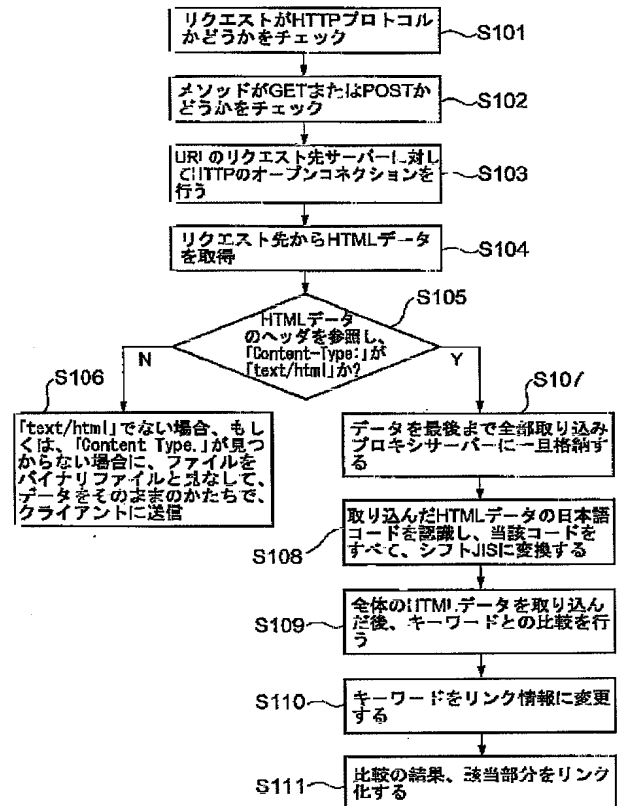 リクエストがHTTPプロトコル
かどうかをチェック
S101
メソッドがGETまたはPOSTか
どうかをチェック
S102
URLのリクエスト先サーバーに対し
てHTTPのオープンコネクションを
行う
S103
リクエスト先からHTMLデータ
を取得
S104
S105
HTMLデータ
のヘッダを参照し、
「Content-Type:」が
「text/html」か?
N
Y
S106
「text/html」でない場合、もし
くは、「Content Type.」が見つ
からない場合に、ファイルを
バイナリファイルと見なして、
データをそのままのかたちで、
クライアントに送信
S107
データを最後まで全部取り込み
プロキシサーバーに一旦格納す
る
取り込んだHTMLデータの日本語
コードを認識し、当該コードを
すべて、シフトJISに変換する
S108
全体のHTMLデータを取り込ん
だ後、キーワードとの比較を行
う
S109
キーワードをリンク情報に変更
する
S110
比較の結果、該当部分をリンク
化する
S111